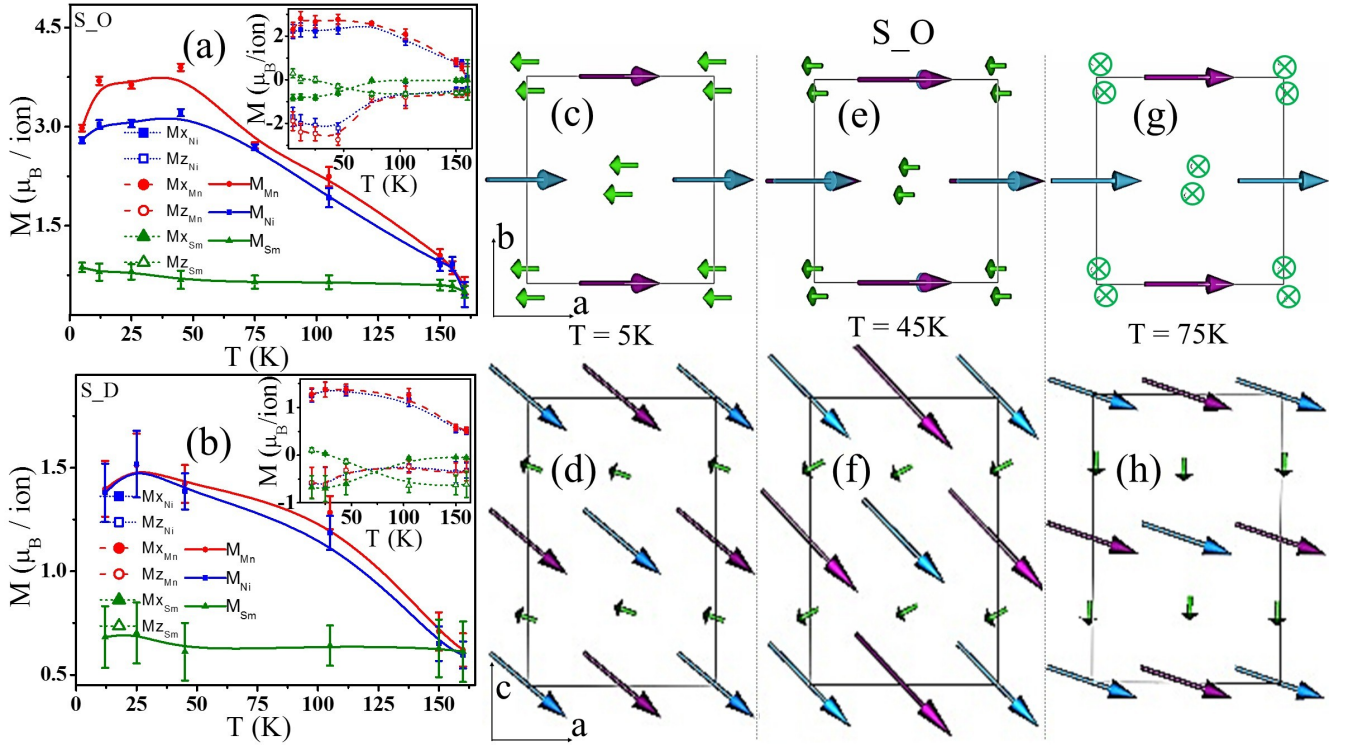 S_O
(a)
M (μB / ion)
4.5
3.0
1.5
0 25 50 75 100 125 150
T (K)
MxNi
MzNi
MxMn
MzMn
MxSm
MzSm
MMn
MNi
MSm
M (μB/ion)
2
0
-2
50 100 150
T (K)
S_D
(b)
M (μB / ion)
1.5
1.0
0.5
0 25 50 75 100 125 150
T (K)
MxNi
MzNi
MxMn
MzMn
MxSm
MzSm
MMn
MNi
MSm
M (μB/ion)
1
0
-1
50 100 150
T (K)
S_O
(c)
(e)
(g)
b
a
T = 5K
T = 45K
T = 75K
(d)
(f)
(h)
c
a